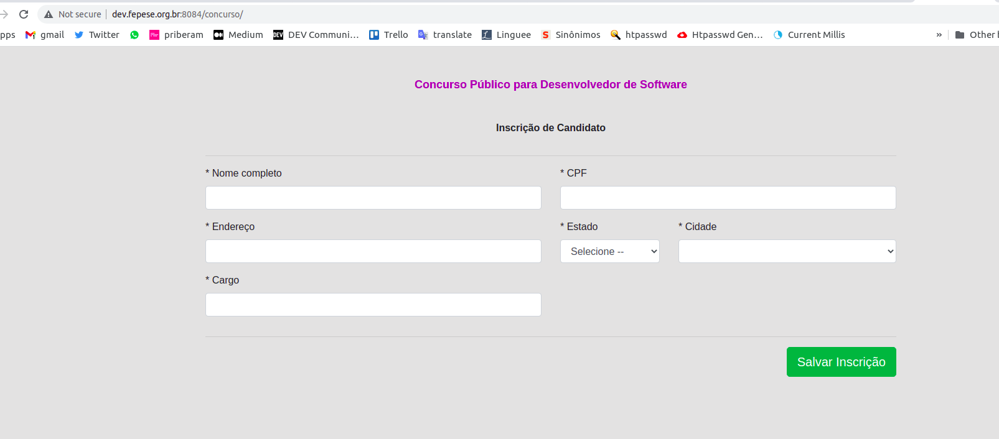 Not secure | dev.fepese.org.br:8084/concurso/
pps gmail Twitter priberam Medium DEV DEV Communi... Trello translate Linguee S Sinônimos htpasswd Htpasswd Gen... Current Millis » Other
Concurso Público para Desenvolvedor de Software
Inscrição de Candidato
* Nome completo * CPF
* Endereço * Estado * Cidade
Selecione --
* Cargo
Salvar Inscrição